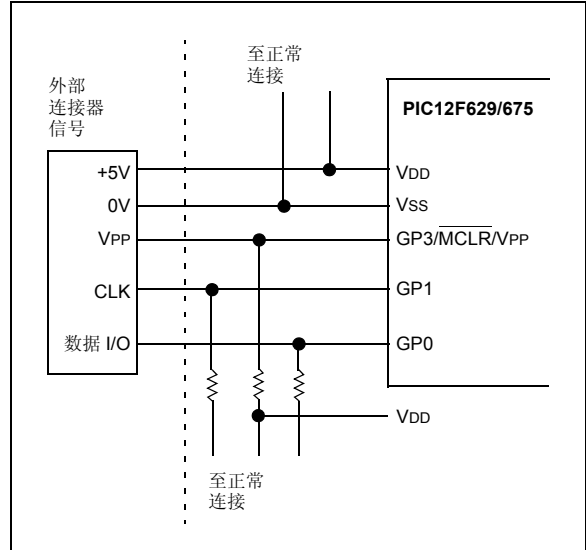 至正常
连接
外部
连接器
信号
PIC12F629/675
+5V
VDD
0V
VSS
VPP
GP3/MCLR/VPP
CLK
GP1
数据 I/O
GP0
VDD
至正常
连接